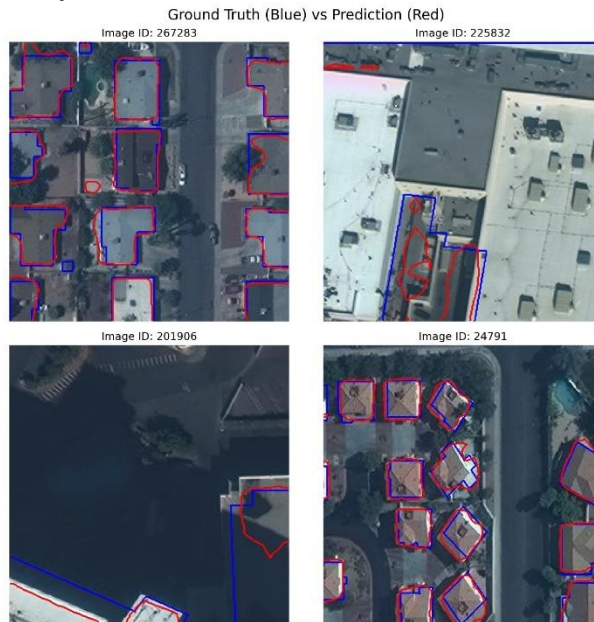 Ground Truth (Blue) vs Prediction (Red)
Image ID: 267283
Image ID: 225832
Image ID: 201906
Image ID: 24791